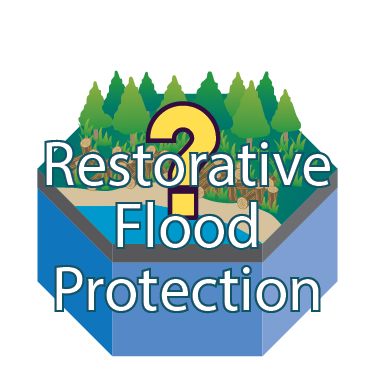 ?
Restorative
Flood
Protection